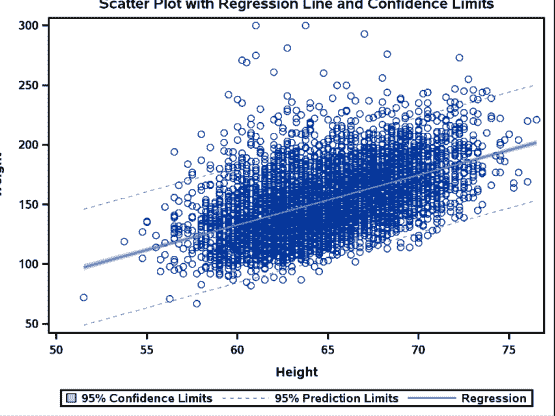 Scatter Plot with Regression Line and Confidence Limits
300
250
200
150
100
50
50 55 60 65 70 75
Height
95% Confidence Limits 95% Prediction Limits Regression